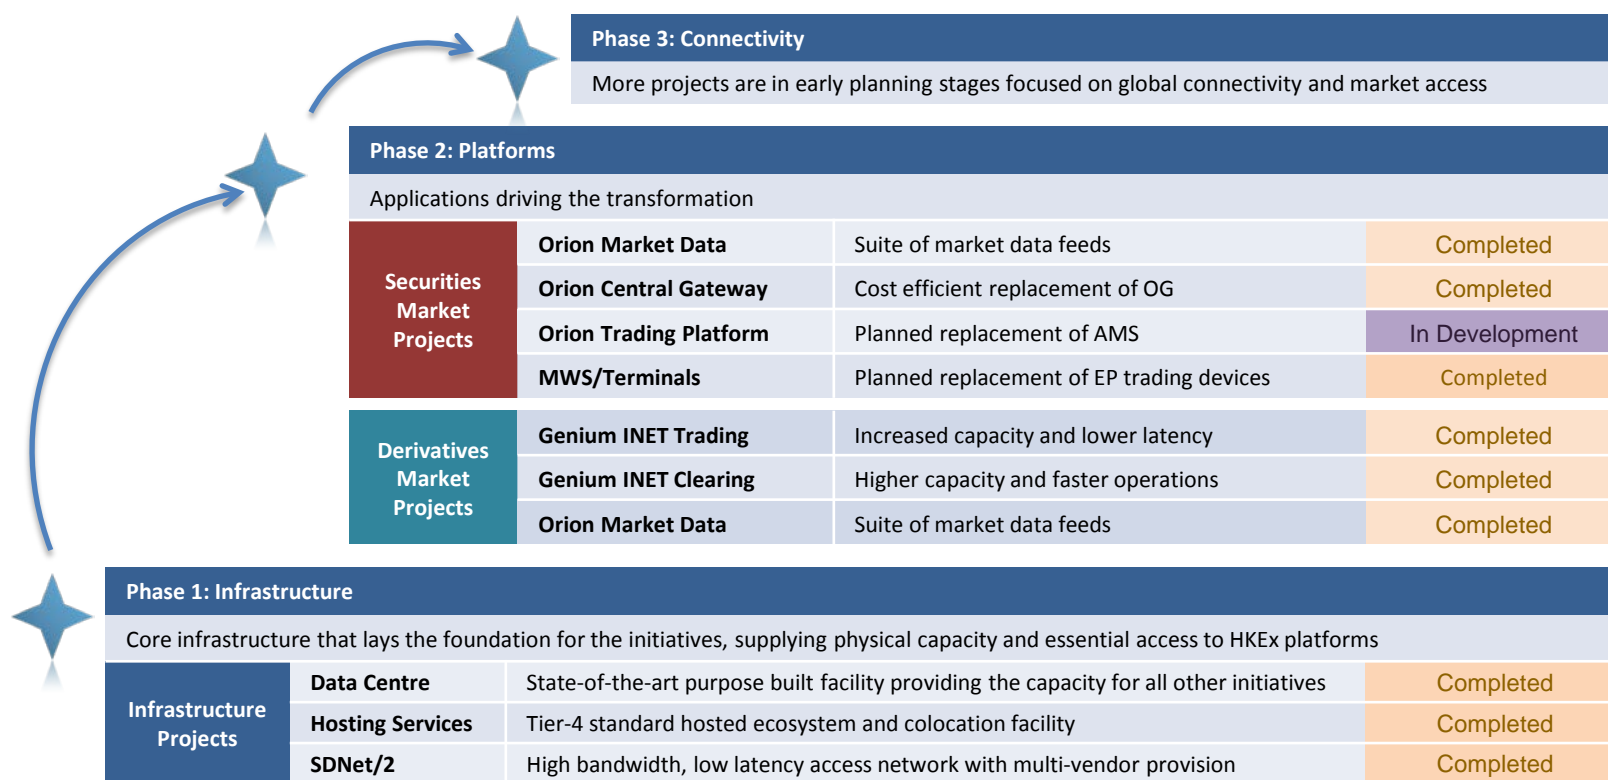 Phase 3: Connectivity
More projects are in early planning stages focused on global connectivity and market access
Phase 2: Platforms
Applications driving the transformation
Securities
Market
Projects
Orion Market Data
Suite of market data feeds
Completed
Orion Central Gateway
Cost efficient replacement of OG
Completed
Orion Trading Platform
Planned replacement of AMS
In Development
MWS/Terminals
Planned replacement of EP trading devices
Completed
Derivatives
Market
Projects
Genium INET Trading
Increased capacity and lower latency
Completed
Genium INET Clearing
Higher capacity and faster operations
Completed
Orion Market Data
Suite of market data feeds
Completed
Phase 1: Infrastructure
Core infrastructure that lays the foundation for the initiatives, supplying physical capacity and essential access to HKEx platforms
Infrastructure
Projects
Data Centre
State-of-the-art purpose built facility providing the capacity for all other initiatives
Completed
Hosting Services
Tier-4 standard hosted ecosystem and colocation facility
Completed
SDNet/2
High bandwidth, low latency access network with multi-vendor provision
Completed